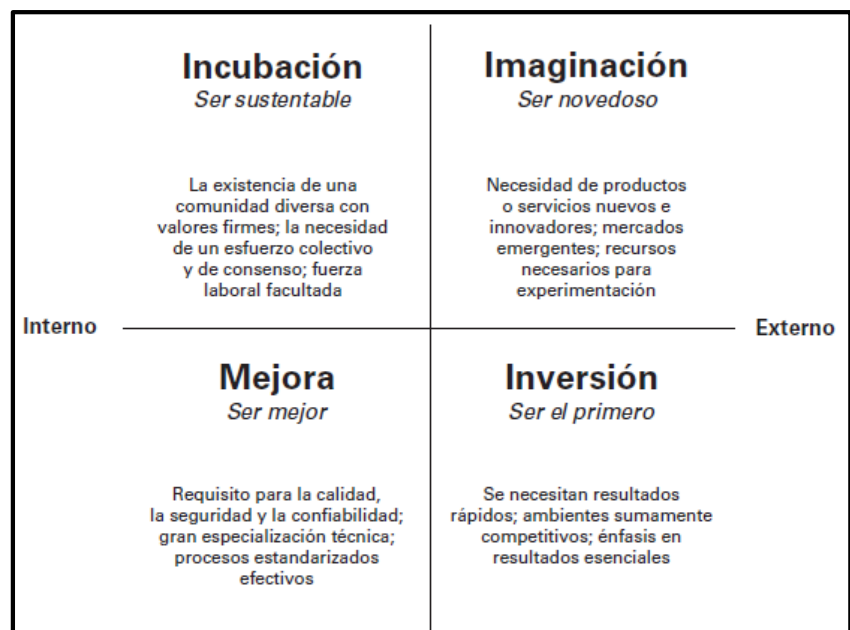 Incubación
Ser sustentable
La existencia de una
comunidad diversa con
valores firmes; la necesidad
de un esfuerzo colectivo
y de consenso; fuerza
laboral facultada
Imaginación
Ser novedoso
Necesidad de productos
o servicios nuevos e
innovadores; mercados
emergentes; recursos
necesarios para
experimentación
Interno
Externo
Mejora
Ser mejor
Requisito para la calidad,
la seguridad y la confiabilidad;
gran especialización técnica;
procesos estandarizados
efectivos
Inversión
Ser el primero
Se necesitan resultados
rápidos; ambientes sumamente
competitivos; énfasis en
resultados esenciales